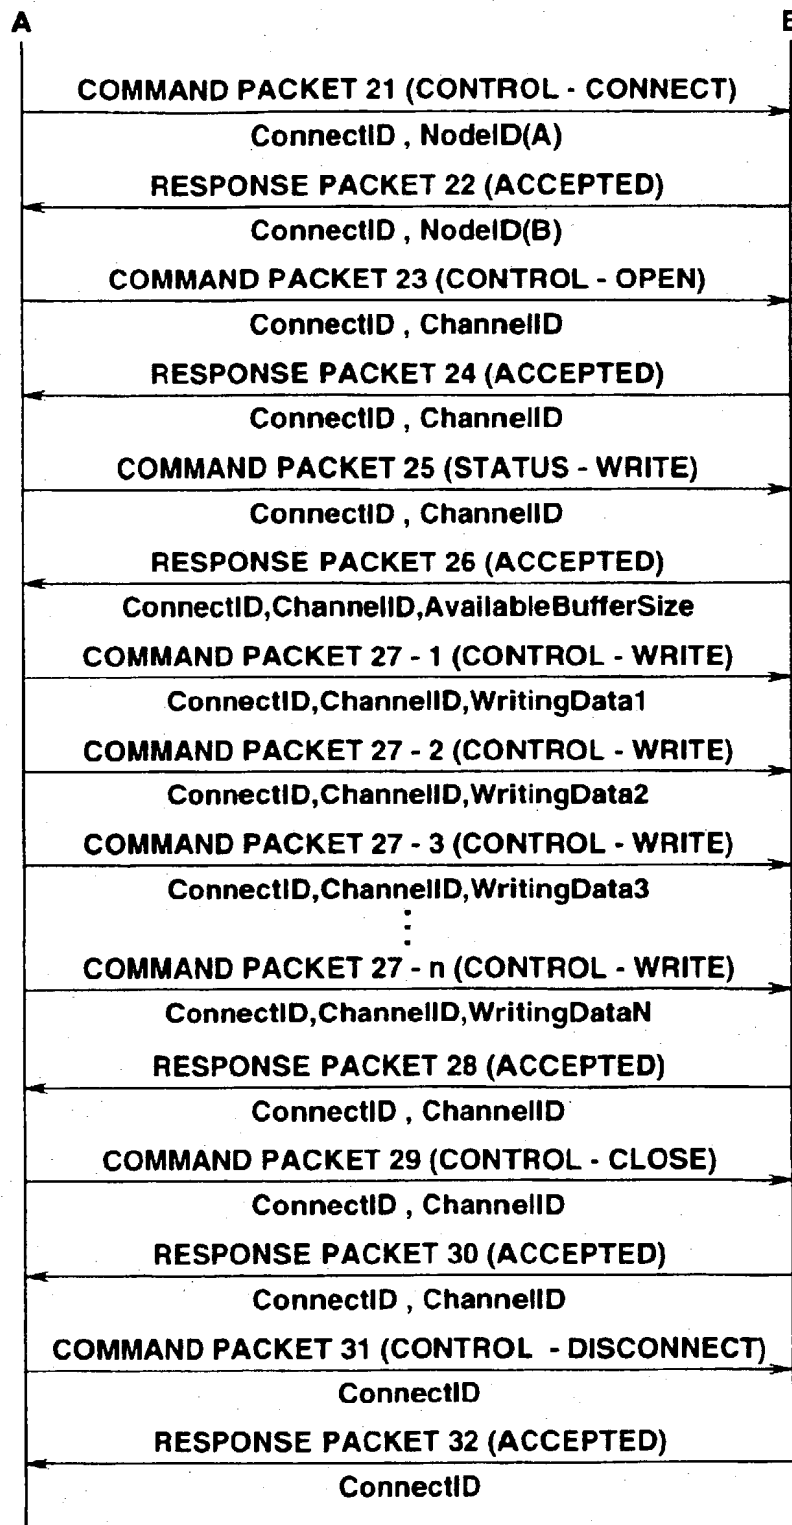 A B
COMMAND PACKET 21 (CONTROL - CONNECT)
ConnectID , NodeID(A)
RESPONSE PACKET 22 (ACCEPTED)
ConnectID , NodeID(B)
COMMAND PACKET 23 (CONTROL - OPEN)
ConnectID , ChannelID
RESPONSE PACKET 24 (ACCEPTED)
ConnectID , ChannelID
COMMAND PACKET 25 (STATUS - WRITE)
ConnectID , ChannelID
RESPONSE PACKET 26 (ACCEPTED)
ConnectID,ChannelID,AvailableBufferSize
COMMAND PACKET 27 - 1 (CONTROL - WRITE)
ConnectID,ChannelID,WritingData1
COMMAND PACKET 27 - 2 (CONTROL - WRITE)
ConnectID,ChannelID,WritingData2
COMMAND PACKET 27 - 3 (CONTROL - WRITE)
ConnectID,ChannelID,WritingData3
COMMAND PACKET 27 - n (CONTROL - WRITE)
ConnectID,ChannelID,WritingDataN
RESPONSE PACKET 28 (ACCEPTED)
ConnectID , ChannelID
COMMAND PACKET 29 (CONTROL - CLOSE)
ConnectID , ChannelID
RESPONSE PACKET 30 (ACCEPTED)
ConnectID , ChannelID
COMMAND PACKET 31 (CONTROL - DISCONNECT)
ConnectID
RESPONSE PACKET 32 (ACCEPTED)
ConnectID